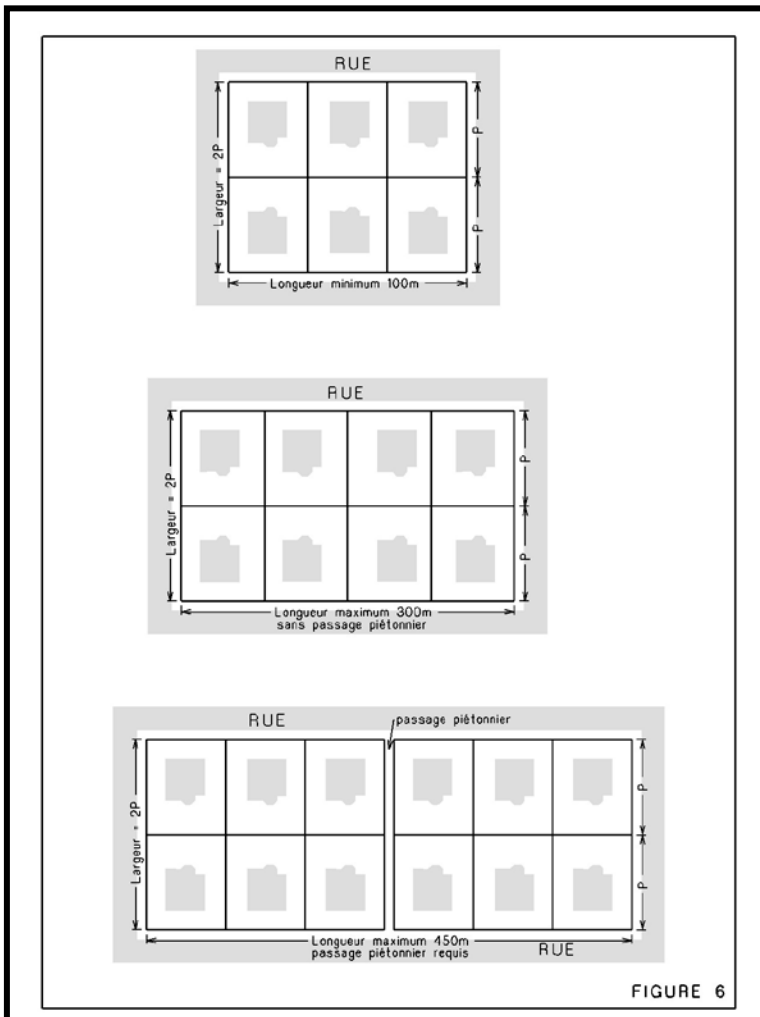 RUE
Largeur = 2P
P
P
Longueur minimum 100m
RUE
Largeur = 2P
P
P
Longueur maximum 300m
sans passage piétonnier
RUE
passage piétonnier
Largeur = 2P
P
P
Longueur maximum 450m
passage piétonnier requis
RUE
FIGURE 6